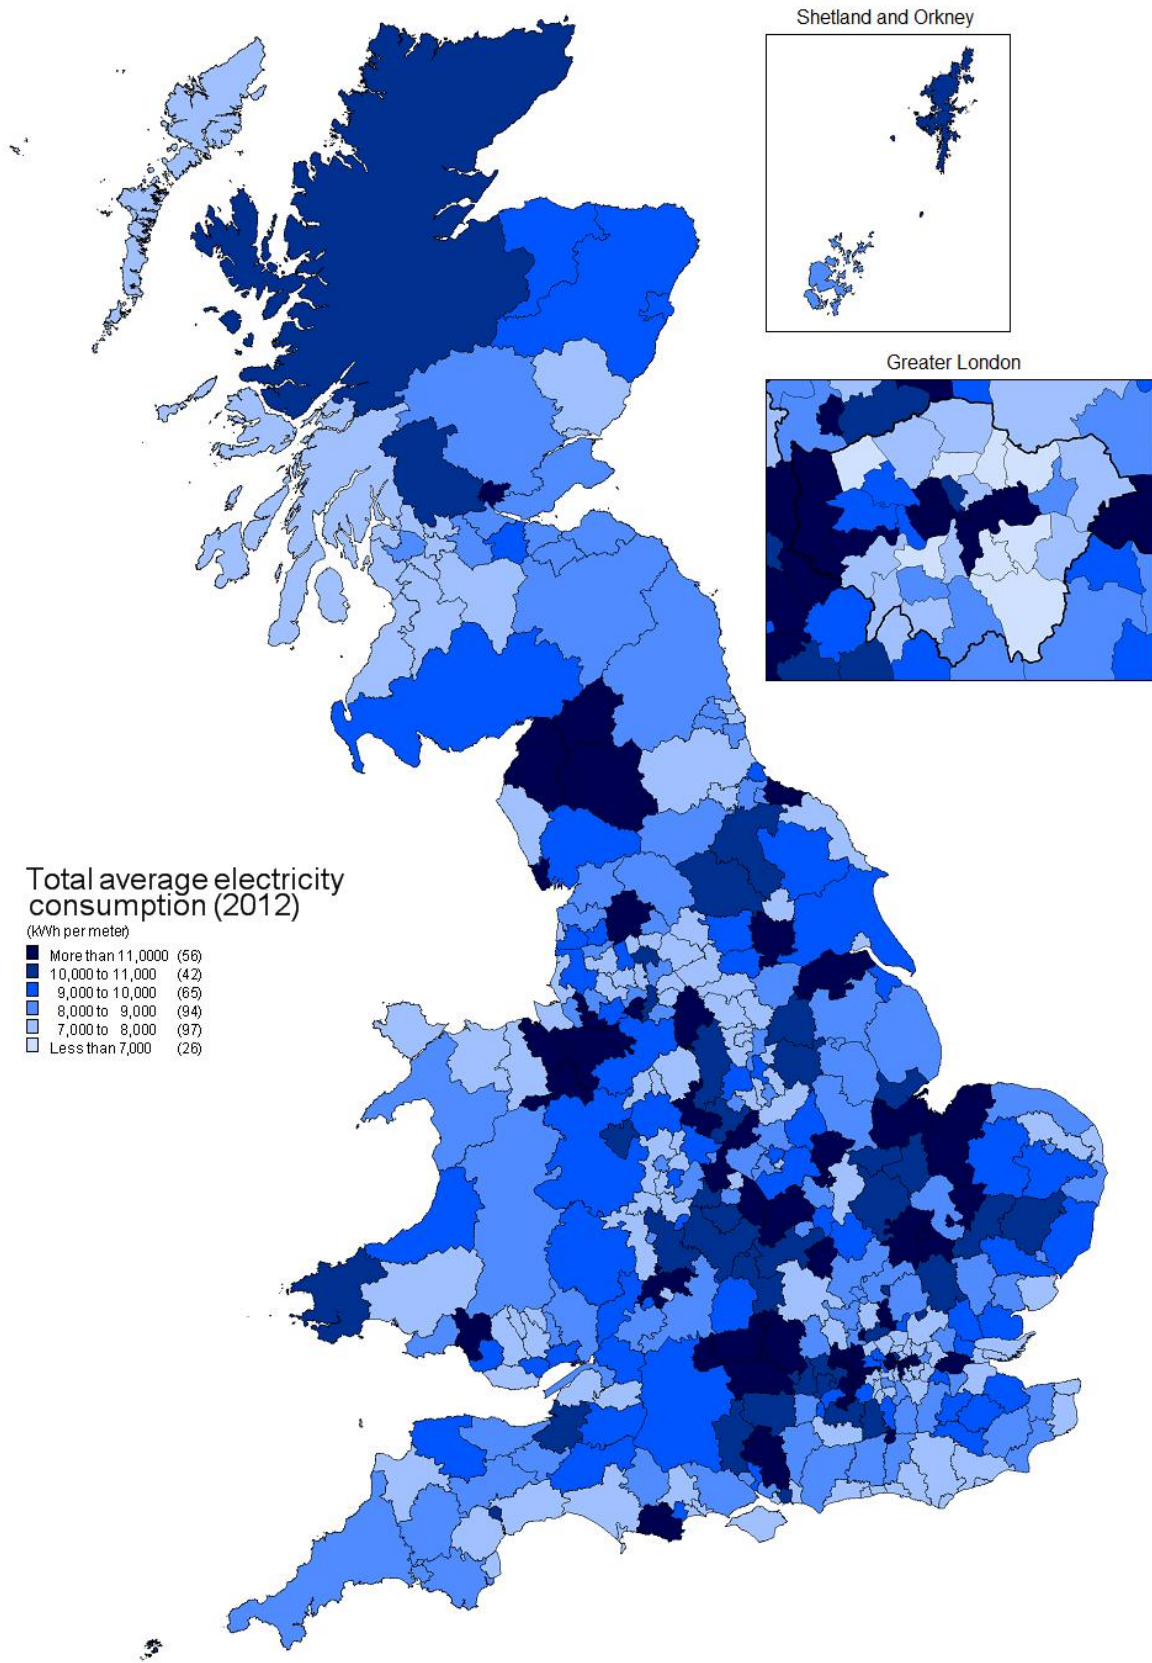 Shetland and Orkney
Greater London
Total average electricity
consumption (2012)
(kWh per meter)
More than 11,0000 (56)
10,000 to 11,000 (42)
9,000 to 10,000 (65)
8,000 to 9,000 (94)
7,000 to 8,000 (97)
Less than 7,000 (26)